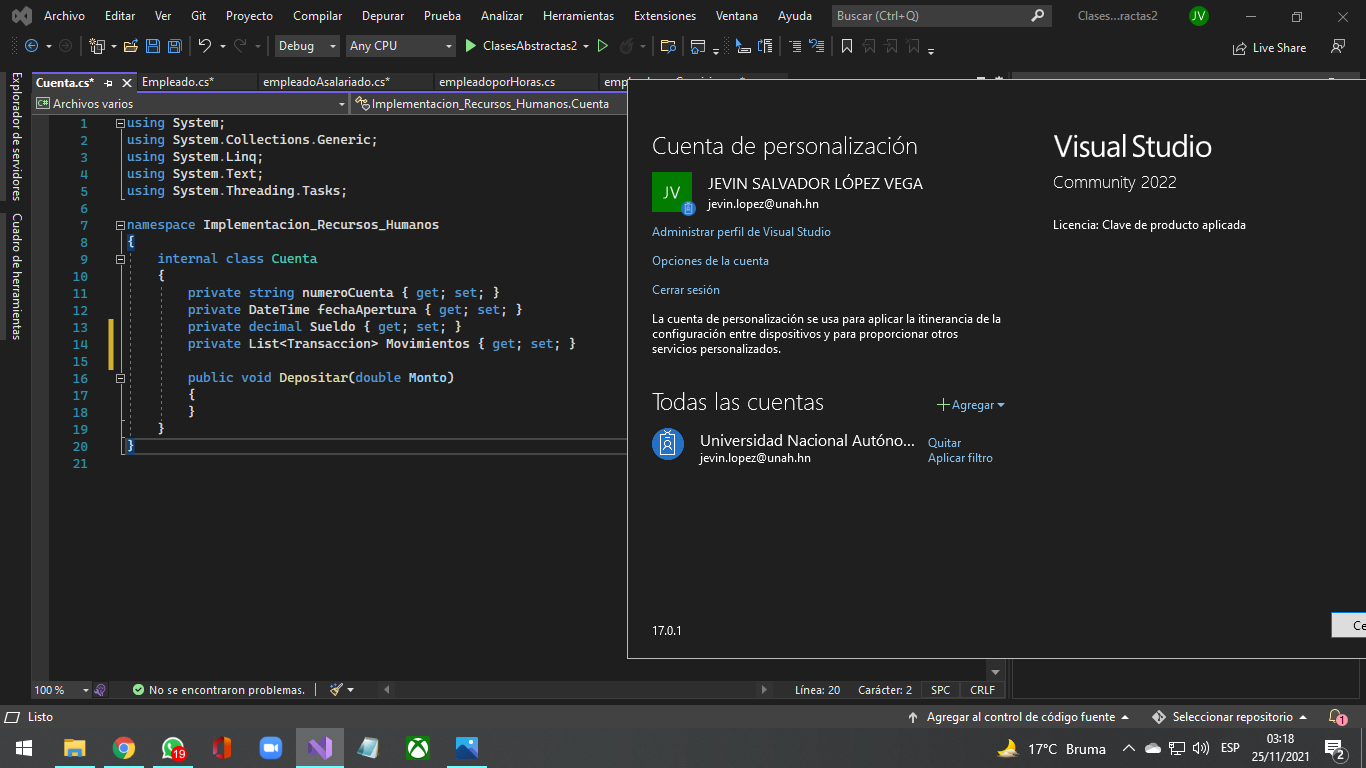 Archivo Editar Ver Git Proyecto Compilar Depurar Prueba Analizar Herramientas Extensiones Ventana Ayuda Buscar (Ctrl+Q) Clases...ractas2 JV
Debug Any CPU ClasesAbstractas2 Live Share
Explorador de servidores
Cuadro de herramientas
Cuenta.cs* Empleado.cs* empleadoAsalariado.cs* empleadoporHoras.cs
C# Archivos varios Implementacion_Recursos_Humanos.Cuenta
1 using System;
2 using System.Collections.Generic;
3 using System.Linq;
4 using System.Text;
5 using System.Threading.Tasks;
6
7 namespace Implementacion_Recursos_Humanos
8 {
9 internal class Cuenta
10 {
11 private string numeroCuenta { get; set; }
12 private DateTime fechaApertura { get; set; }
13 private decimal Sueldo { get; set; }
14 private List<Transaccion> Movimientos { get; set; }
15
16 public void Depositar(double Monto)
17 {
18 }
19 }
20 }
21
Cuenta de personalización
JV
JEVIN SALVADOR LÓPEZ VEGA
jevin.lopez@unah.hn
Administrar perfil de Visual Studio
Opciones de la cuenta
Cerrar sesión
La cuenta de personalización se usa para aplicar la itinerancia de la
configuración entre dispositivos y para proporcionar otros
servicios personalizados.
Todas las cuentas Agregar
Universidad Nacional Autóno... Quitar
jevin.lopez@unah.hn Aplicar filtro
17.0.1
Visual Studio
Community 2022
Licencia: Clave de producto aplicada
100 % No se encontraron problemas. Línea: 20 Carácter: 2 SPC CRLF
Listo Agregar al control de código fuente Seleccionar repositorio 1
19 17°C Bruma ESP 03:18
25/11/2021 2